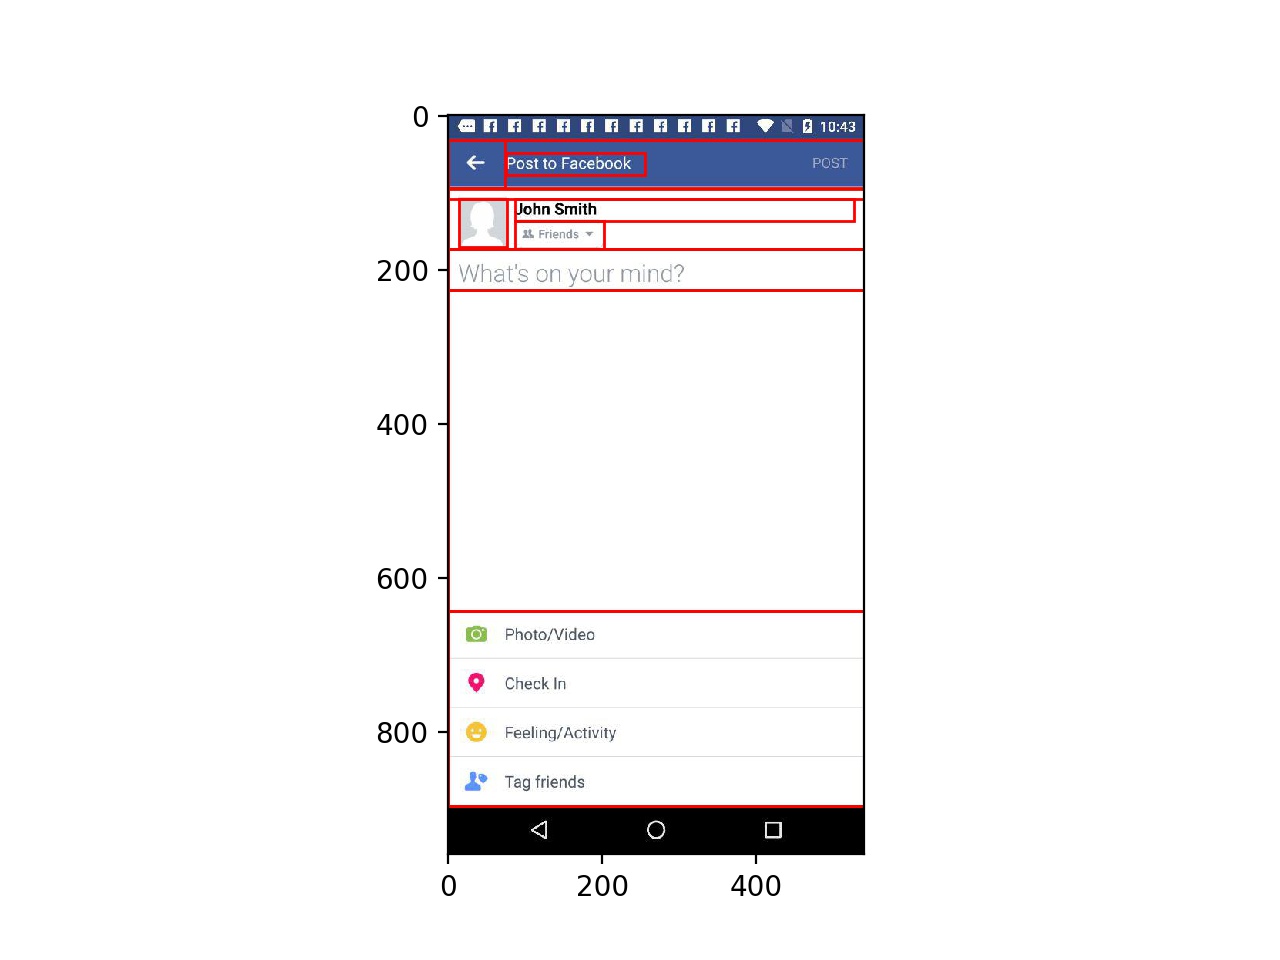 0
200
400
600
800
10:43
Post to Facebook
POST
John Smith
Friends
What's on your mind?
Photo/Video
Check In
Feeling/Activity
Tag friends
0
200
400